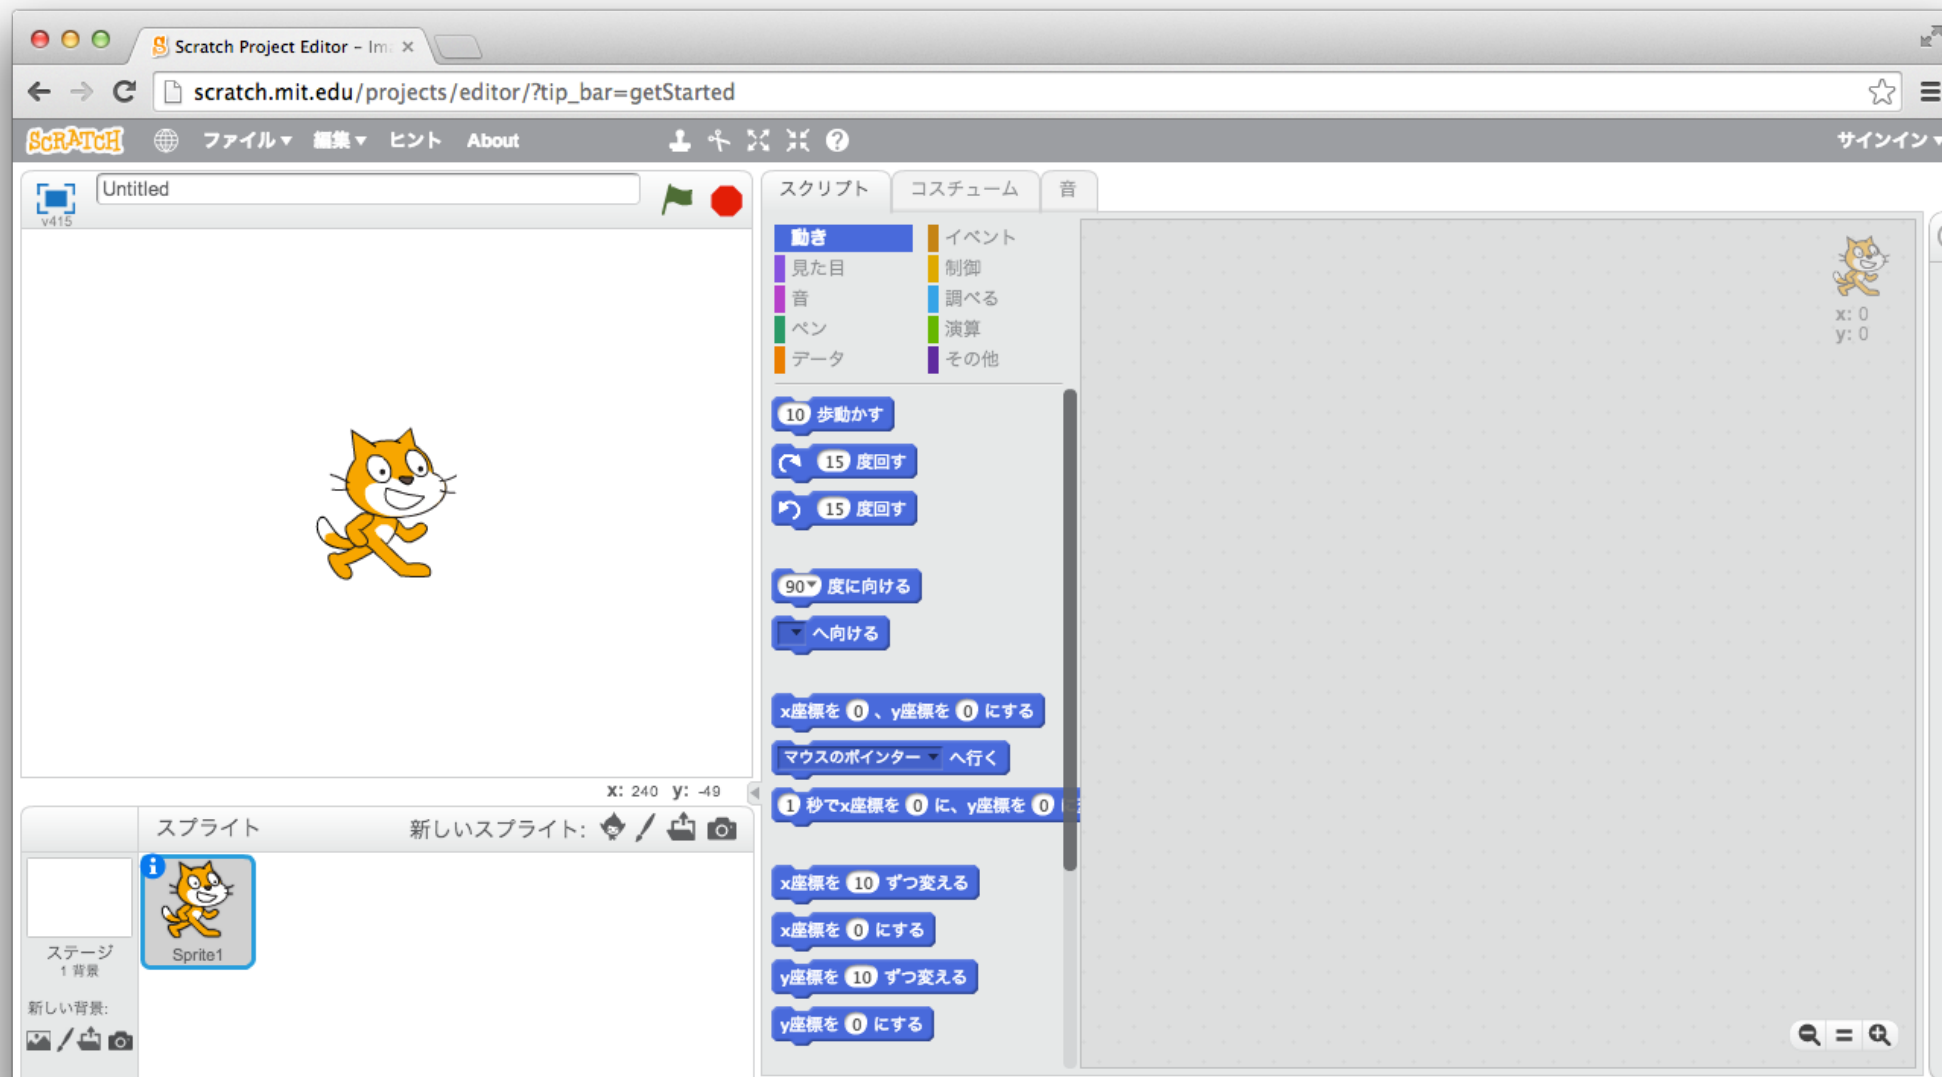 Scratch Project Editor – Ima
scratch.mit.edu/projects/editor/?tip_bar=getStarted
SCRATCH ファイル 編集 ヒント About サインイン
Untitled
v415
スクリプト コスチューム 音
動き イベント
見た目 制御
音 調べる
ペン 演算
データ その他
x: 0
y: 0
10 歩動かす
15 度回す
15 度回す
90 度に向ける
へ向ける
x座標を 0 、y座標を 0 にする
マウスのポインター へ行く
1 秒でx座標を 0 に、y座標を 0 に
x座標を 10 ずつ変える
x座標を 0 にする
y座標を 10 ずつ変える
y座標を 0 にする
x: 240 y: -49
スプライト 新しいスプライト:
Sprite1
ステージ
1 背景
新しい背景: